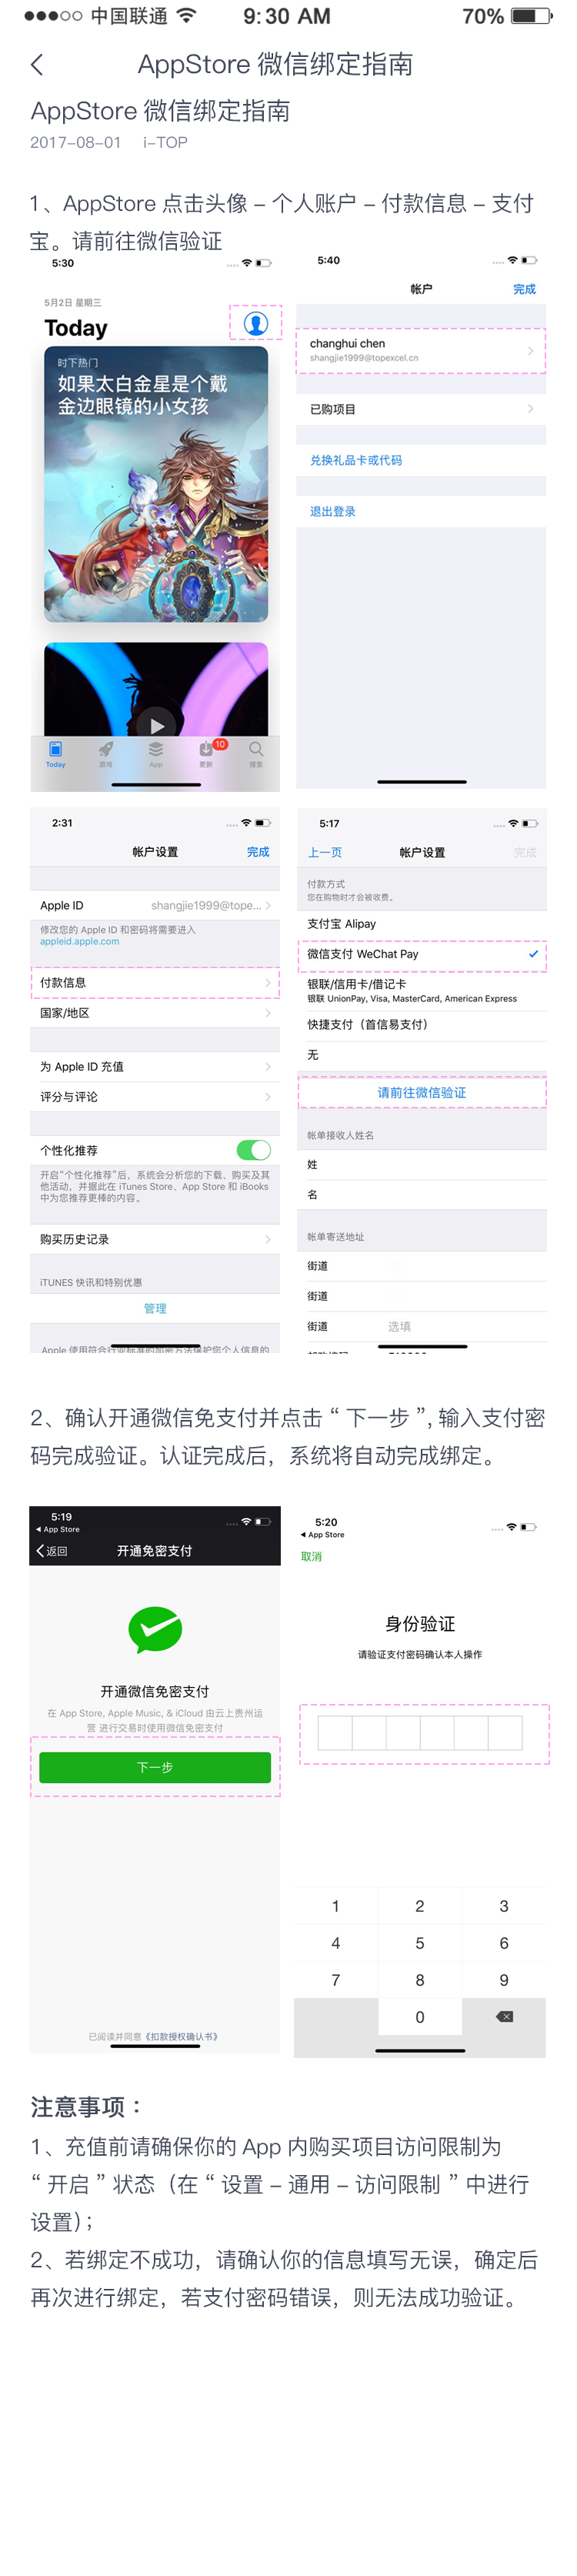 中国联通
9:30 AM
70%
AppStore 微信绑定指南
AppStore 微信绑定指南
2017-08-01 i-TOP
1、AppStore 点击头像 – 个人账户 – 付款信息 – 支付
宝。请前往微信验证
5:30
5月2日 星期三
Today
时下热门
如果太白金星是个戴
金边眼镜的小女孩
Today
游戏
App
10
更新
搜索
5:40
帐户
完成
changhui chen
shangjie1999@topexcel.cn
已购项目
兑换礼品卡或代码
退出登录
2:31
帐户设置
完成
Apple ID
shangjie1999@tope...
修改您的 Apple ID 和密码将需要进入
appleid.apple.com
付款信息
国家/地区
为 Apple ID 充值
评分与评论
个性化推荐
开启“个性化推荐”后，系统会分析您的下载、购买及其
他活动，并据此在 iTunes Store、App Store 和 iBooks
中为您推荐更棒的内容。
购买历史记录
iTUNES 快讯和特别优惠
管理
Apple 使用符合行业标准的加密方法保护您个人信息的
5:17
上一页
帐户设置
完成
付款方式
您在购物时才会被收费。
支付宝 Alipay
微信支付 WeChat Pay
银联/信用卡/借记卡
银联 UnionPay, Visa, MasterCard, American Express
快捷支付（首信易支付）
无
请前往微信验证
帐单接收人姓名
姓
名
帐单寄送地址
街道
街道
街道
选填
2、确认开通微信免支付并点击“ 下一步 ”, 输入支付密
码完成验证。认证完成后，系统将自动完成绑定。
5:19
App Store
返回
开通免密支付
开通微信免密支付
在 App Store, Apple Music, & iCloud 由云上贵州运
营 进行交易时使用微信免密支付
下一步
已阅读并同意《扣款授权确认书》
5:20
App Store
取消
身份验证
请验证支付密码确认本人操作
1 2 3
4 5 6
7 8 9
0
注意事项：
1、充值前请确保你的 App 内购买项目访问限制为
“ 开启 ” 状态（在“ 设置 – 通用 – 访问限制 ” 中进行
设置）;
2、若绑定不成功，请确认你的信息填写无误，确定后
再次进行绑定，若支付密码错误，则无法成功验证。